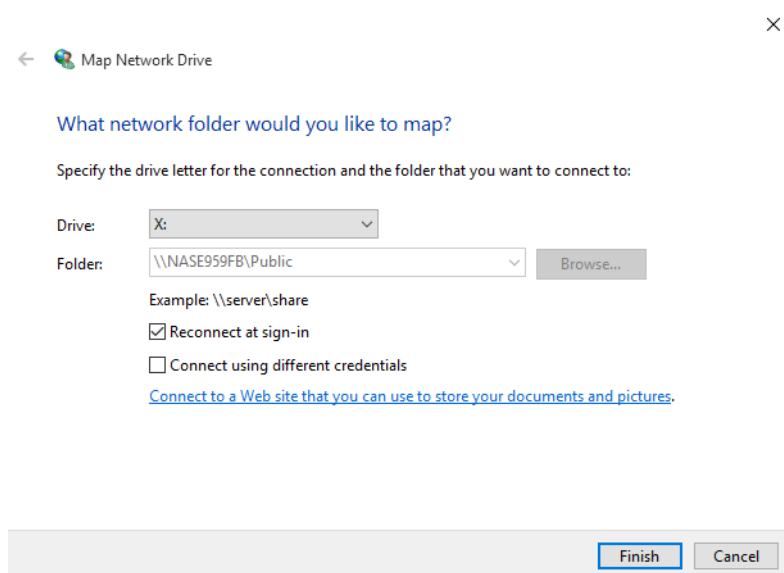 Map Network Drive
What network folder would you like to map?
Specify the drive letter for the connection and the folder that you want to connect to:
Drive: X:
Folder: \\NASE959FB\Public Browse...
Example: \\server\share
Reconnect at sign-in
Connect using different credentials
Connect to a Web site that you can use to store your documents and pictures.
Finish Cancel